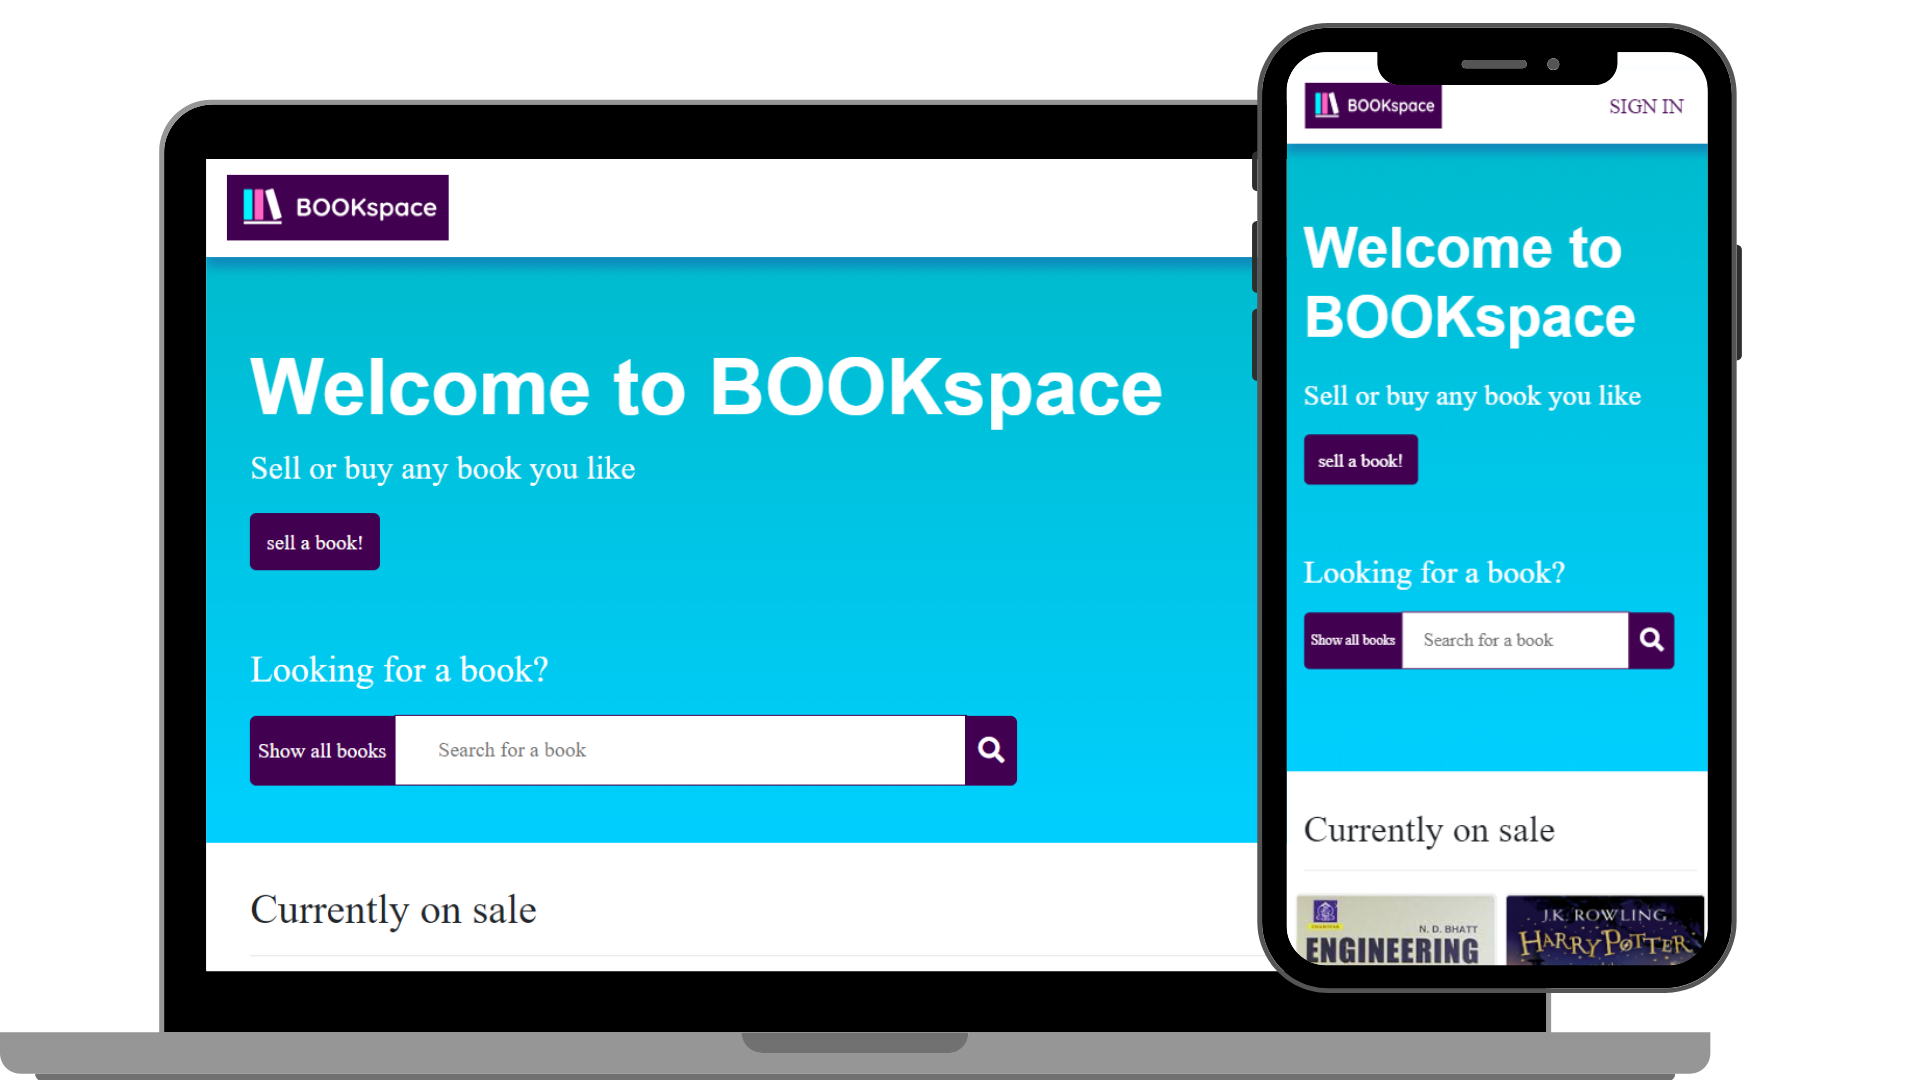 BOOKspace
Welcome to BOOKspace
Sell or buy any book you like
sell a book!
Looking for a book?
Show all books
Search for a book
Currently on sale
BOOKspace
SIGN IN
Welcome to
BOOKspace
Sell or buy any book you like
sell a book!
Looking for a book?
Show all books
Search for a book
Currently on sale
N. D. BHATT
ENGINEERING
J.K. ROWLING
HARRY POTTER